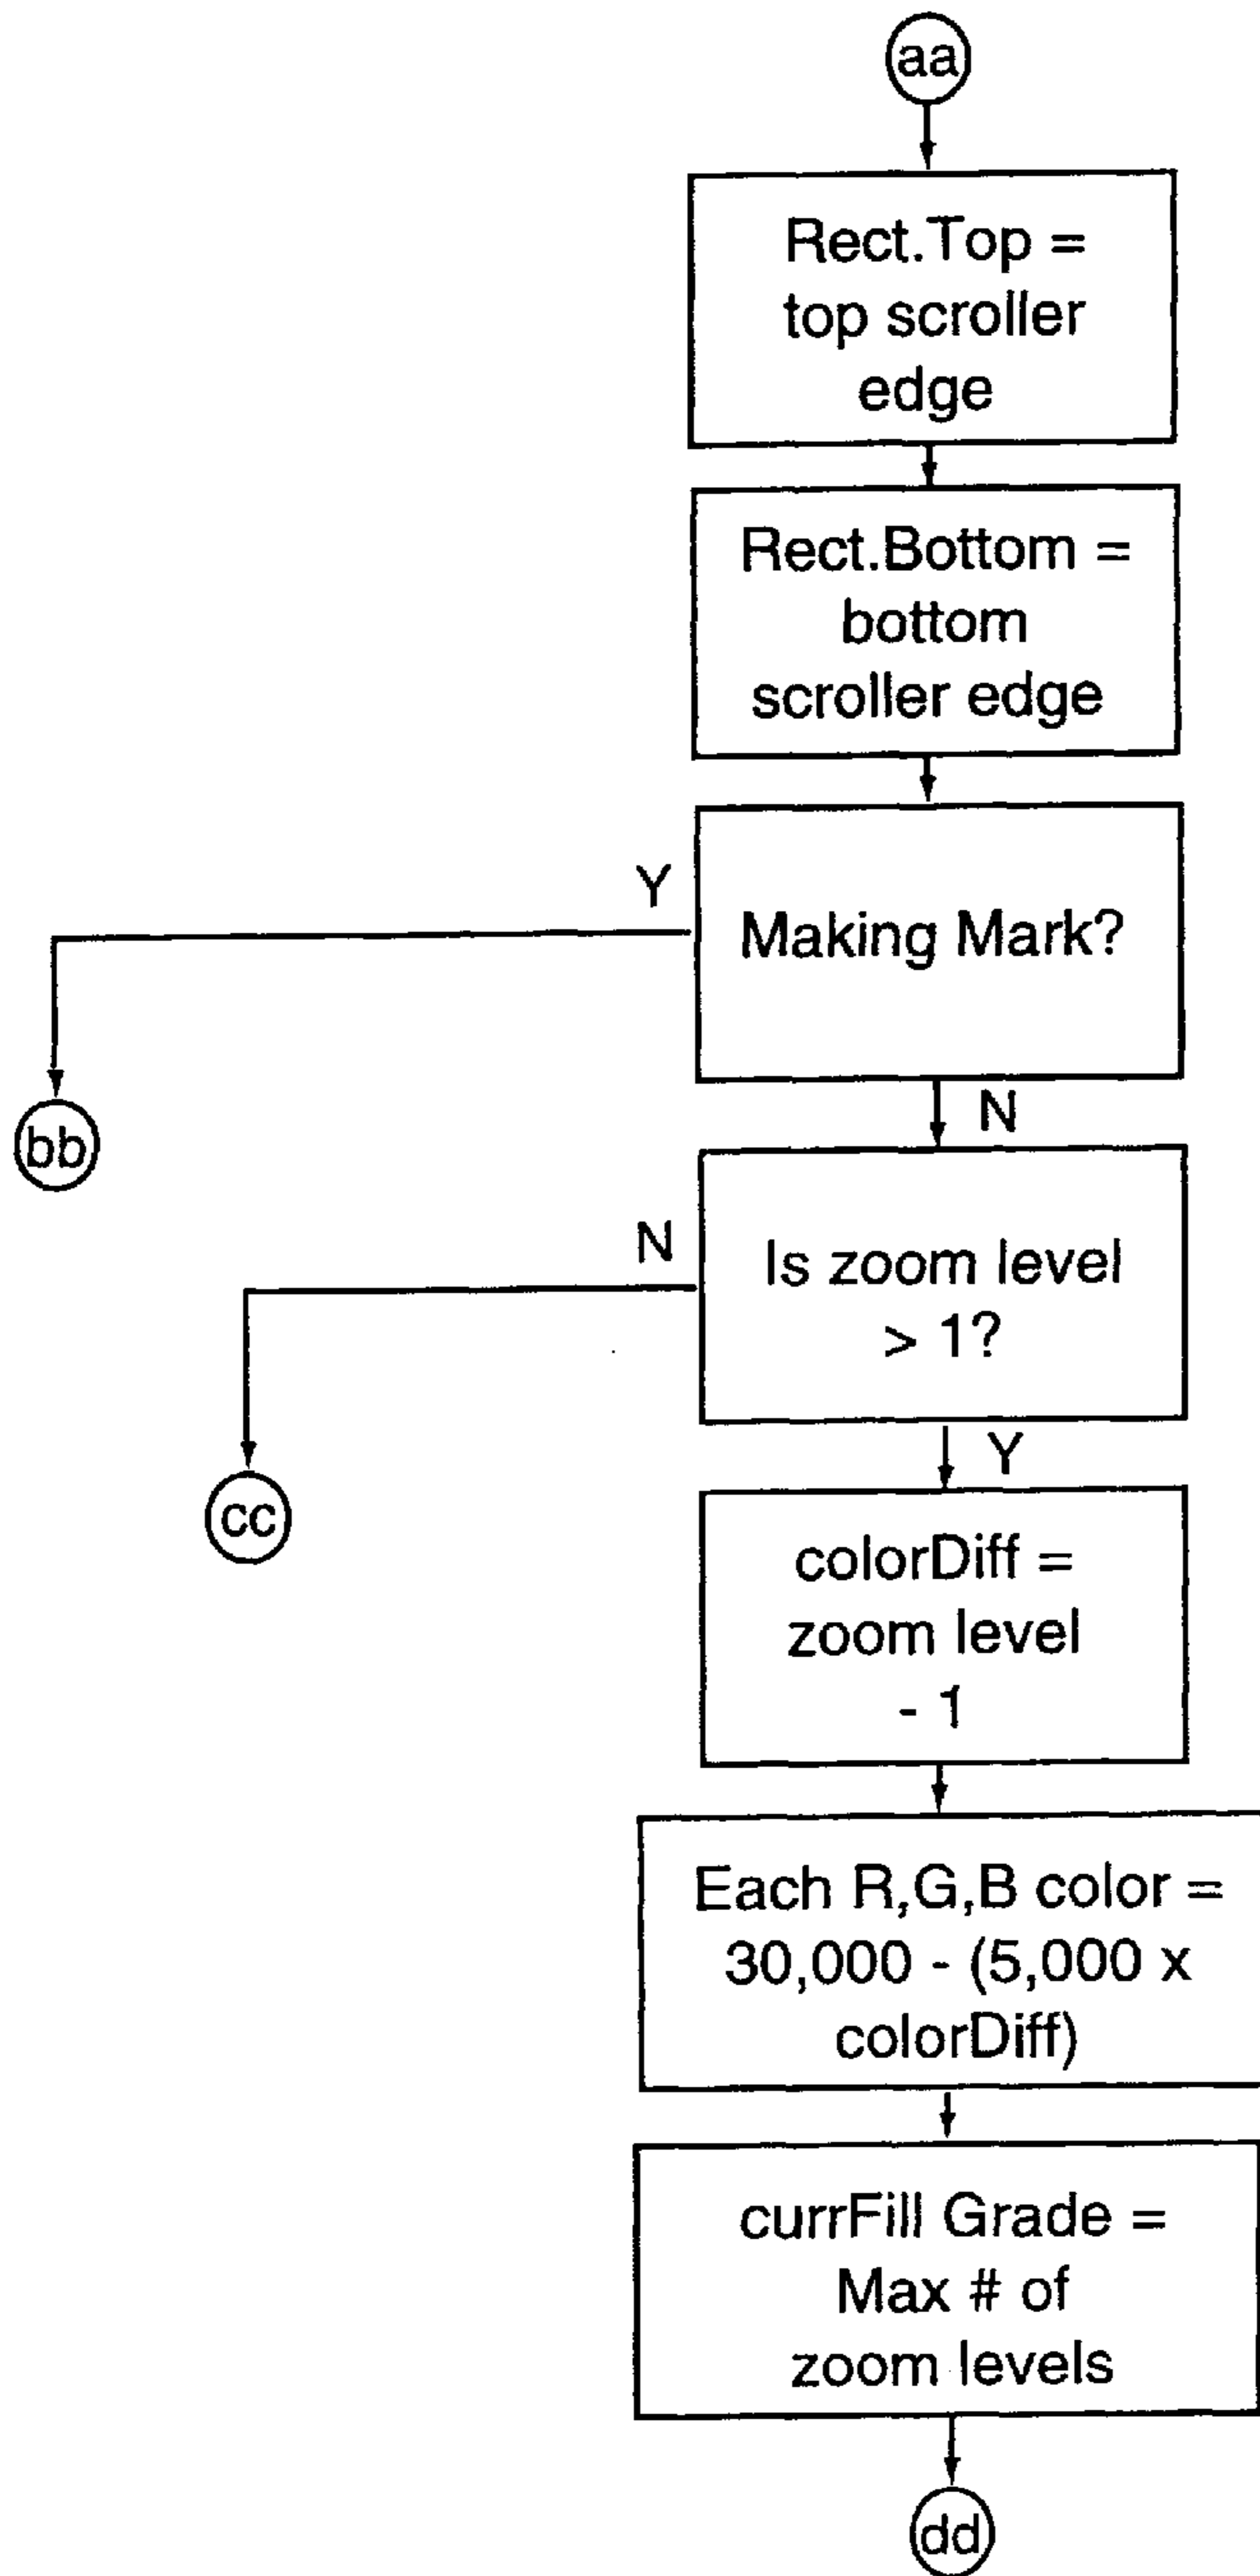 aa
Rect.Top =
top scroller
edge
Rect.Bottom =
bottom
scroller edge
Y
Making Mark?
bb
N
N
Is zoom level
> 1?
cc
Y
colorDiff =
zoom level
- 1
Each R,G,B color =
30,000 - (5,000 x
colorDiff)
currFill Grade =
Max # of
zoom levels
dd